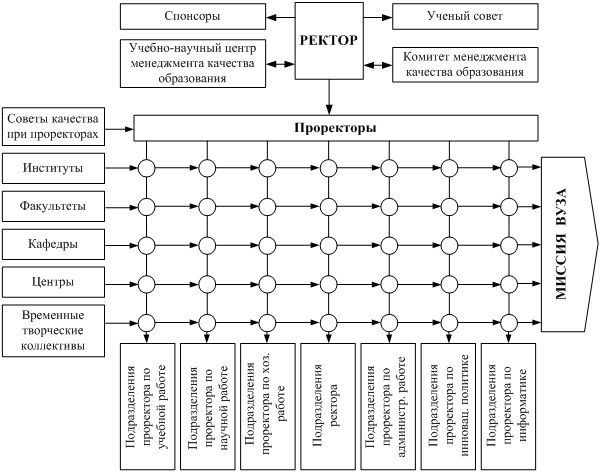 Спонсоры
РЕКТОР
Ученый совет
Учебно-научный центр
менеджмента качества
образования
Комитет менеджмента
качества образования
Советы качества
при проректорах
Проректоры
Институты
Факультеты
Кафедры
Центры
Временные
творческие
коллективы
МИССИЯ ВУЗА
Подразделения
проректора по
учебной работе
Подразделения
проректора по
научной работе
Подразделения
проректора по хоз.
работе
Подразделения
ректора
Подразделения
проректора по
администр. работе
Подразделения
проректора по
инновац. политике
Подразделения
проректора по
информатике